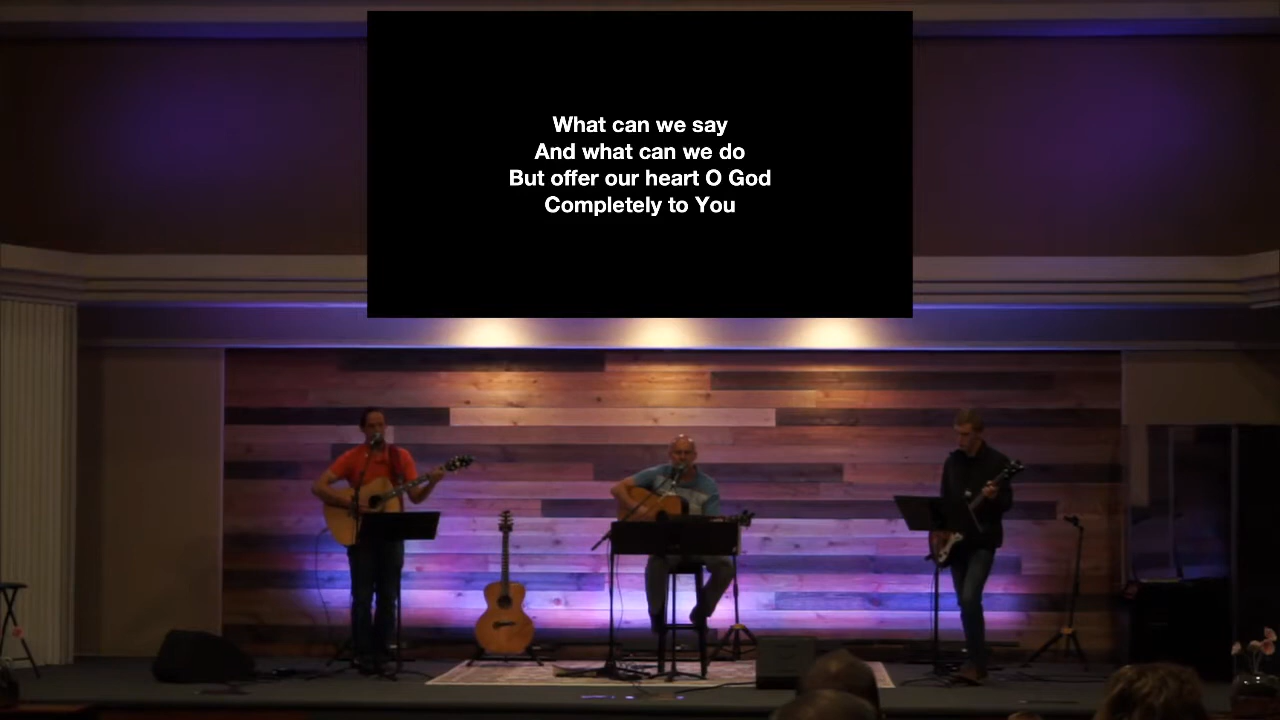 What can we say
And what can we do
But offer our heart O God
Completely to You